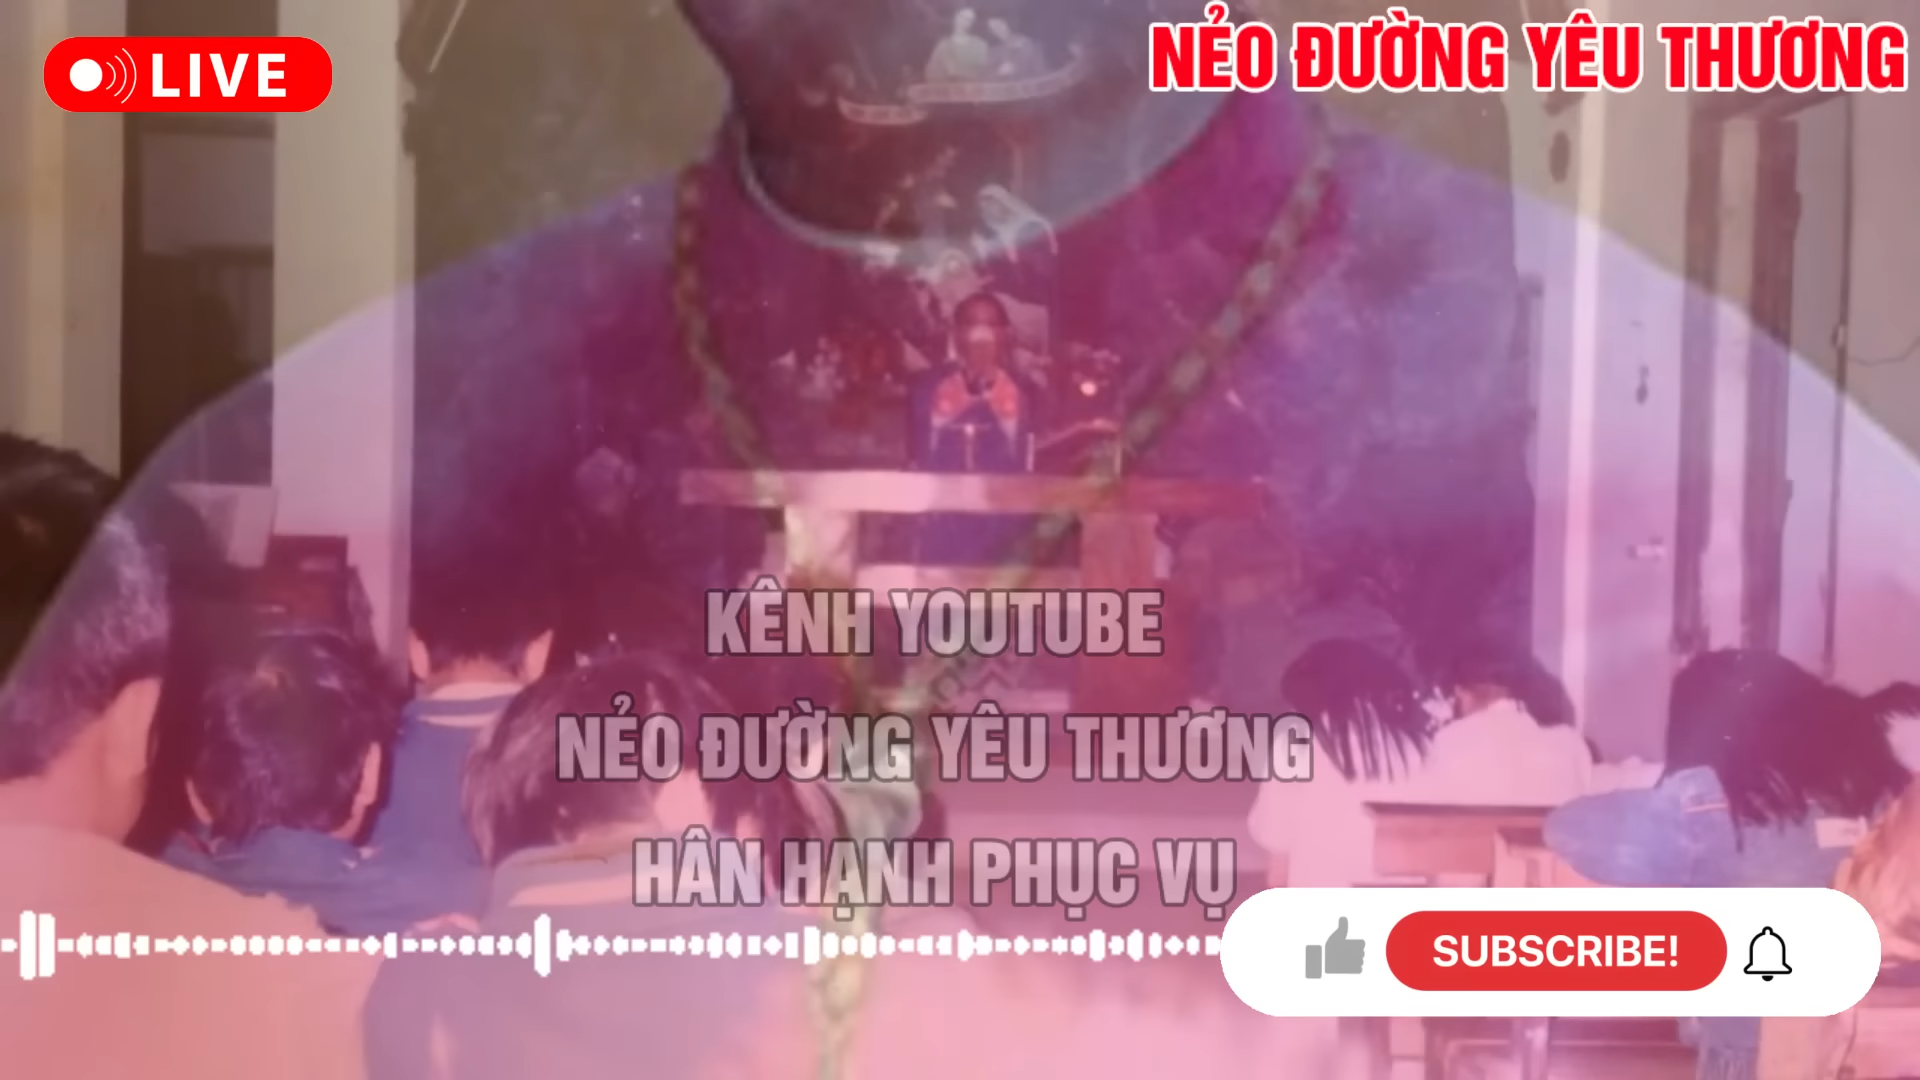 LIVE
NẺO ĐƯỜNG YÊU THƯƠNG
KÊNH YOUTUBE
NẺO ĐƯỜNG YÊU THƯƠNG
HÂN HẠNH PHỤC VỤ
SUBSCRIBE!